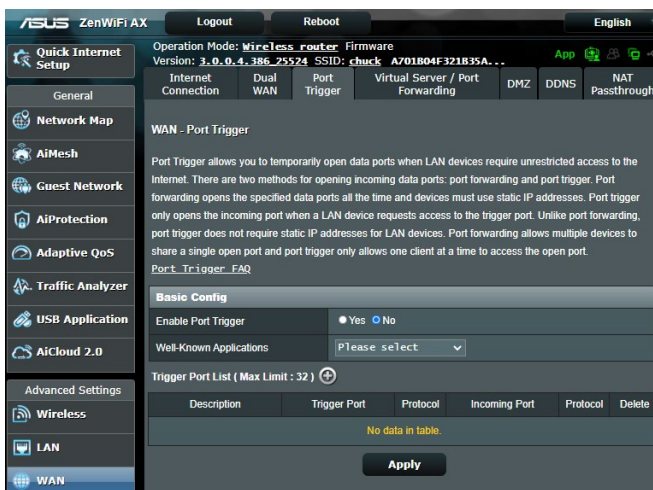 ASUS ZenWiFi AX Logout Reboot English
Quick Internet Setup
Operation Mode: Wireless router Firmware
Version: 3.0.0.4.386_25524 SSID: chuck A701B04F321B35A... App
Internet Connection Dual WAN Port Trigger Virtual Server / Port Forwarding DMZ DDNS NAT Passthrough
General
Network Map
AiMesh
Guest Network
AiProtection
Adaptive QoS
Traffic Analyzer
USB Application
AiCloud 2.0
Advanced Settings
Wireless
LAN
WAN
WAN - Port Trigger
Port Trigger allows you to temporarily open data ports when LAN devices require unrestricted access to the
Internet. There are two methods for opening incoming data ports: port forwarding and port trigger. Port
forwarding opens the specified data ports all the time and devices must use static IP addresses. Port trigger
only opens the incoming port when a LAN device requests access to the trigger port. Unlike port forwarding,
port trigger does not require static IP addresses for LAN devices. Port forwarding allows multiple devices to
share a single open port and port trigger only allows one client at a time to access the open port.
Port Trigger FAQ
Basic Config
Enable Port Trigger Yes No
Well-Known Applications Please select
Trigger Port List ( Max Limit : 32 )
Description Trigger Port Protocol Incoming Port Protocol Delete
No data in table.
Apply